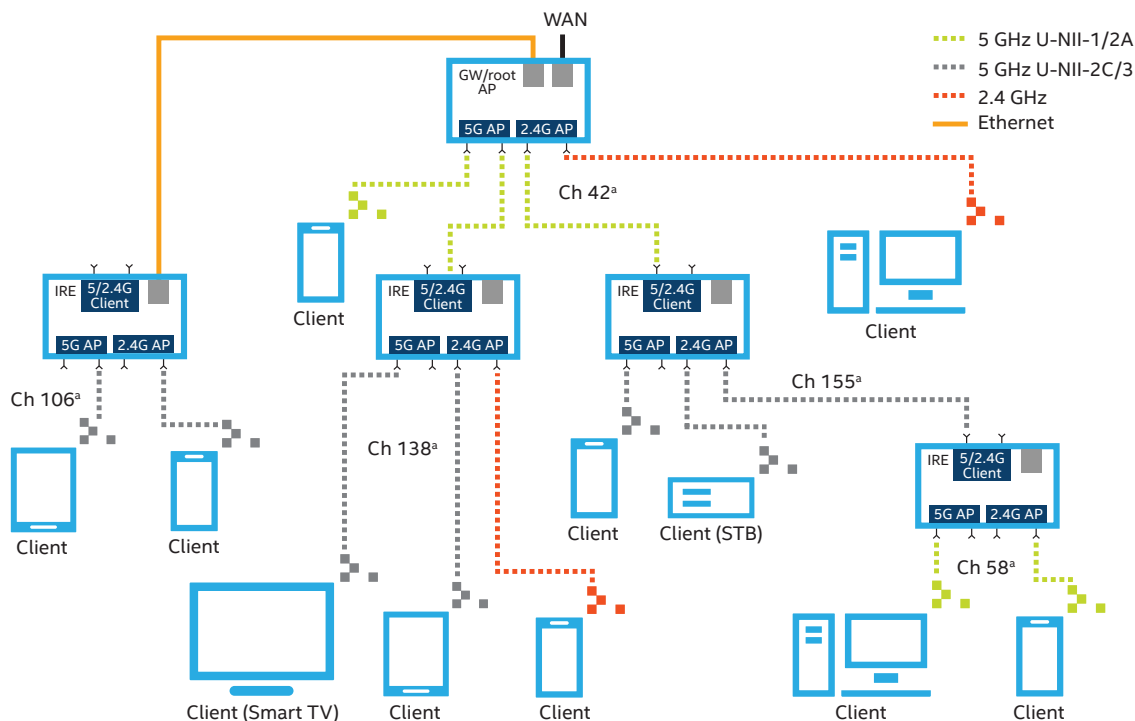 WAN
5 GHz U-NII-1/2A
5 GHz U-NII-2C/3
2.4 GHz
Ethernet
GW/root
AP
5G AP
2.4G AP
Ch 42ª
Client
Client
IRE
5/2.4G
Client
5G AP
2.4G AP
IRE
5/2.4G
Client
5G AP
2.4G AP
IRE
5/2.4G
Client
5G AP
2.4G AP
Ch 106ª
Ch 138ª
Ch 155ª
Client
Client
Client
Client (STB)
IRE
5/2.4G
Client
5G AP
2.4G AP
Ch 58ª
Client (Smart TV)
Client
Client
Client
Client